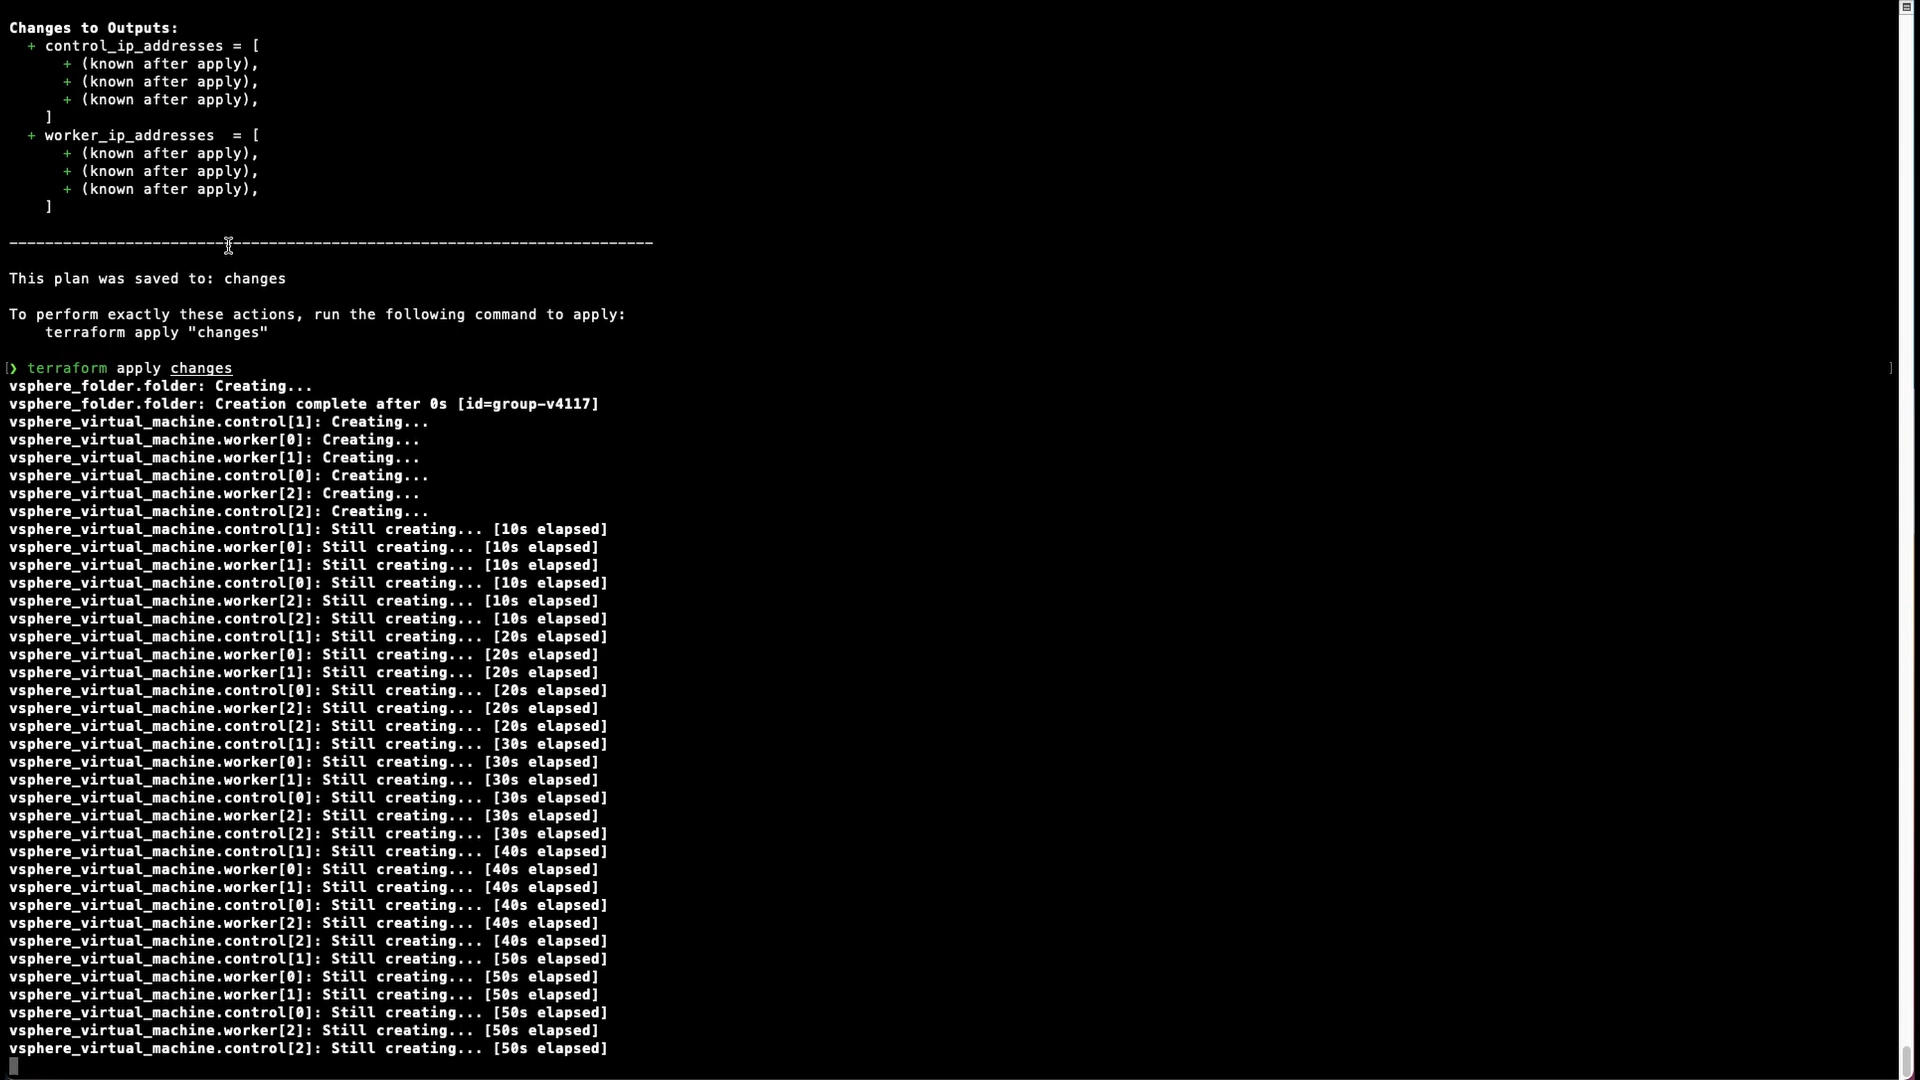 Changes to Outputs:
  + control_ip_addresses = [
      + (known after apply),
      + (known after apply),
      + (known after apply),
    ]
  + worker_ip_addresses  = [
      + (known after apply),
      + (known after apply),
      + (known after apply),
    ]
------------------------------------------------------------------------
This plan was saved to: changes
To perform exactly these actions, run the following command to apply:
    terraform apply "changes"
[❯ terraform apply changes ]
vsphere_folder.folder: Creating...
vsphere_folder.folder: Creation complete after 0s [id=group-v4117]
vsphere_virtual_machine.control[1]: Creating...
vsphere_virtual_machine.worker[0]: Creating...
vsphere_virtual_machine.worker[1]: Creating...
vsphere_virtual_machine.control[0]: Creating...
vsphere_virtual_machine.worker[2]: Creating...
vsphere_virtual_machine.control[2]: Creating...
vsphere_virtual_machine.control[1]: Still creating... [10s elapsed]
vsphere_virtual_machine.worker[0]: Still creating... [10s elapsed]
vsphere_virtual_machine.worker[1]: Still creating... [10s elapsed]
vsphere_virtual_machine.control[0]: Still creating... [10s elapsed]
vsphere_virtual_machine.worker[2]: Still creating... [10s elapsed]
vsphere_virtual_machine.control[2]: Still creating... [10s elapsed]
vsphere_virtual_machine.control[1]: Still creating... [20s elapsed]
vsphere_virtual_machine.worker[0]: Still creating... [20s elapsed]
vsphere_virtual_machine.worker[1]: Still creating... [20s elapsed]
vsphere_virtual_machine.control[0]: Still creating... [20s elapsed]
vsphere_virtual_machine.worker[2]: Still creating... [20s elapsed]
vsphere_virtual_machine.control[2]: Still creating... [20s elapsed]
vsphere_virtual_machine.control[1]: Still creating... [30s elapsed]
vsphere_virtual_machine.worker[0]: Still creating... [30s elapsed]
vsphere_virtual_machine.worker[1]: Still creating... [30s elapsed]
vsphere_virtual_machine.control[0]: Still creating... [30s elapsed]
vsphere_virtual_machine.worker[2]: Still creating... [30s elapsed]
vsphere_virtual_machine.control[2]: Still creating... [30s elapsed]
vsphere_virtual_machine.control[1]: Still creating... [40s elapsed]
vsphere_virtual_machine.worker[0]: Still creating... [40s elapsed]
vsphere_virtual_machine.worker[1]: Still creating... [40s elapsed]
vsphere_virtual_machine.control[0]: Still creating... [40s elapsed]
vsphere_virtual_machine.worker[2]: Still creating... [40s elapsed]
vsphere_virtual_machine.control[2]: Still creating... [40s elapsed]
vsphere_virtual_machine.control[1]: Still creating... [50s elapsed]
vsphere_virtual_machine.worker[0]: Still creating... [50s elapsed]
vsphere_virtual_machine.worker[1]: Still creating... [50s elapsed]
vsphere_virtual_machine.control[0]: Still creating... [50s elapsed]
vsphere_virtual_machine.worker[2]: Still creating... [50s elapsed]
vsphere_virtual_machine.control[2]: Still creating... [50s elapsed]